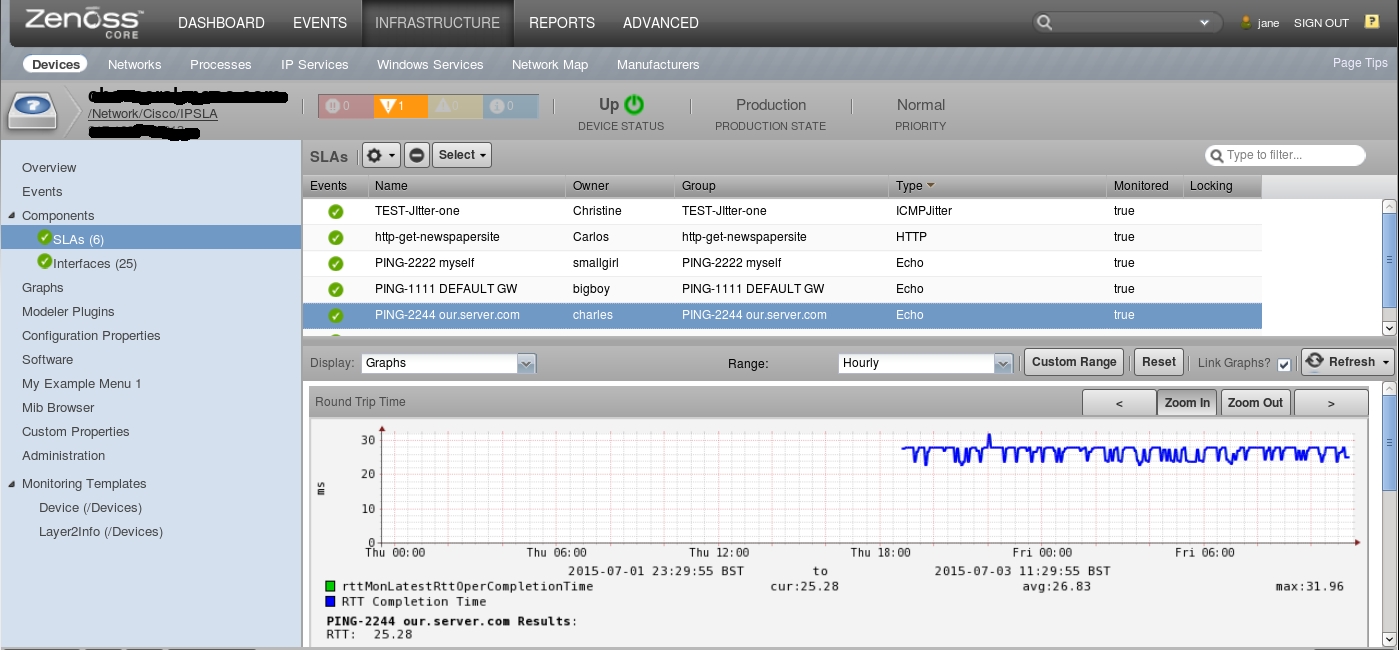 Zenoss CORE DASHBOARD EVENTS INFRASTRUCTURE REPORTS ADVANCED jane SIGN OUT ?
Devices Networks Processes IP Services Windows Services Network Map Manufacturers Page Tips
/Network/Cisco/IPSLA
0 1 0 0
Up Production Normal
DEVICE STATUS PRODUCTION STATE PRIORITY
Overview
Events
Components
SLAs (6)
Interfaces (25)
Graphs
Modeler Plugins
Configuration Properties
Software
My Example Menu 1
Mib Browser
Custom Properties
Administration
Monitoring Templates
Device (/Devices)
Layer2Info (/Devices)
SLAs Select Type to filter...
Events Name Owner Group Type Monitored Locking
TEST-JItter-one Christine TEST-JItter-one ICMPJitter true
http-get-newspapersite Carlos http-get-newspapersite HTTP true
PING-2222 myself smallgirl PING-2222 myself Echo true
PING-1111 DEFAULT GW bigboy PING-1111 DEFAULT GW Echo true
PING-2244 our.server.com charles PING-2244 our.server.com Echo true
Display: Graphs Range: Hourly Custom Range Reset Link Graphs? Refresh
Round Trip Time < Zoom In Zoom Out >
30
20
10
0
ms
Thu 00:00 Thu 06:00 Thu 12:00 Thu 18:00 Fri 00:00 Fri 06:00
2015-07-01 23:29:55 BST to 2015-07-03 11:29:55 BST
rttMonLatestRttOperCompletionTime cur:25.28 avg:26.83 max:31.96
RTT Completion Time
PING-2244 our.server.com Results:
RTT: 25.28